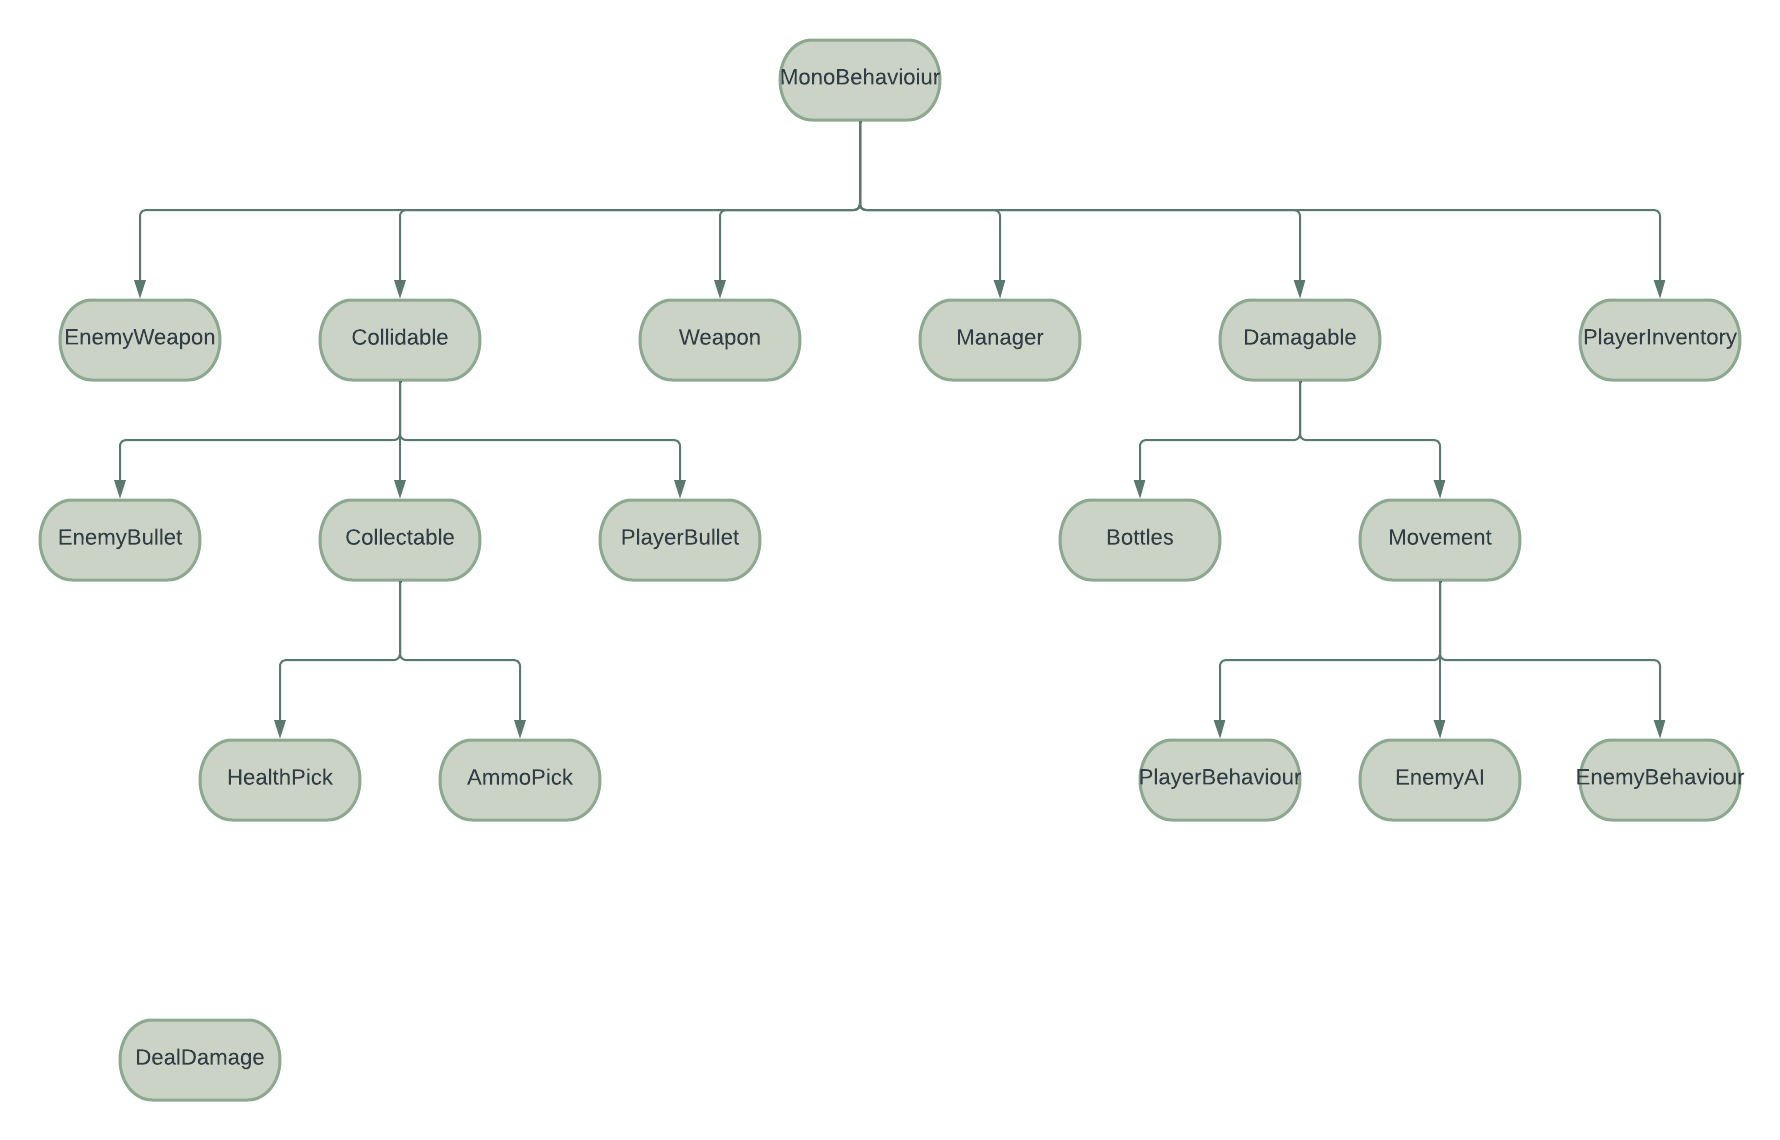 MonoBehavioiur
EnemyWeapon
Collidable
Weapon
Manager
Damagable
PlayerInventory
EnemyBullet
Collectable
PlayerBullet
Bottles
Movement
HealthPick
AmmoPick
PlayerBehaviour
EnemyAI
EnemyBehaviour
DealDamage